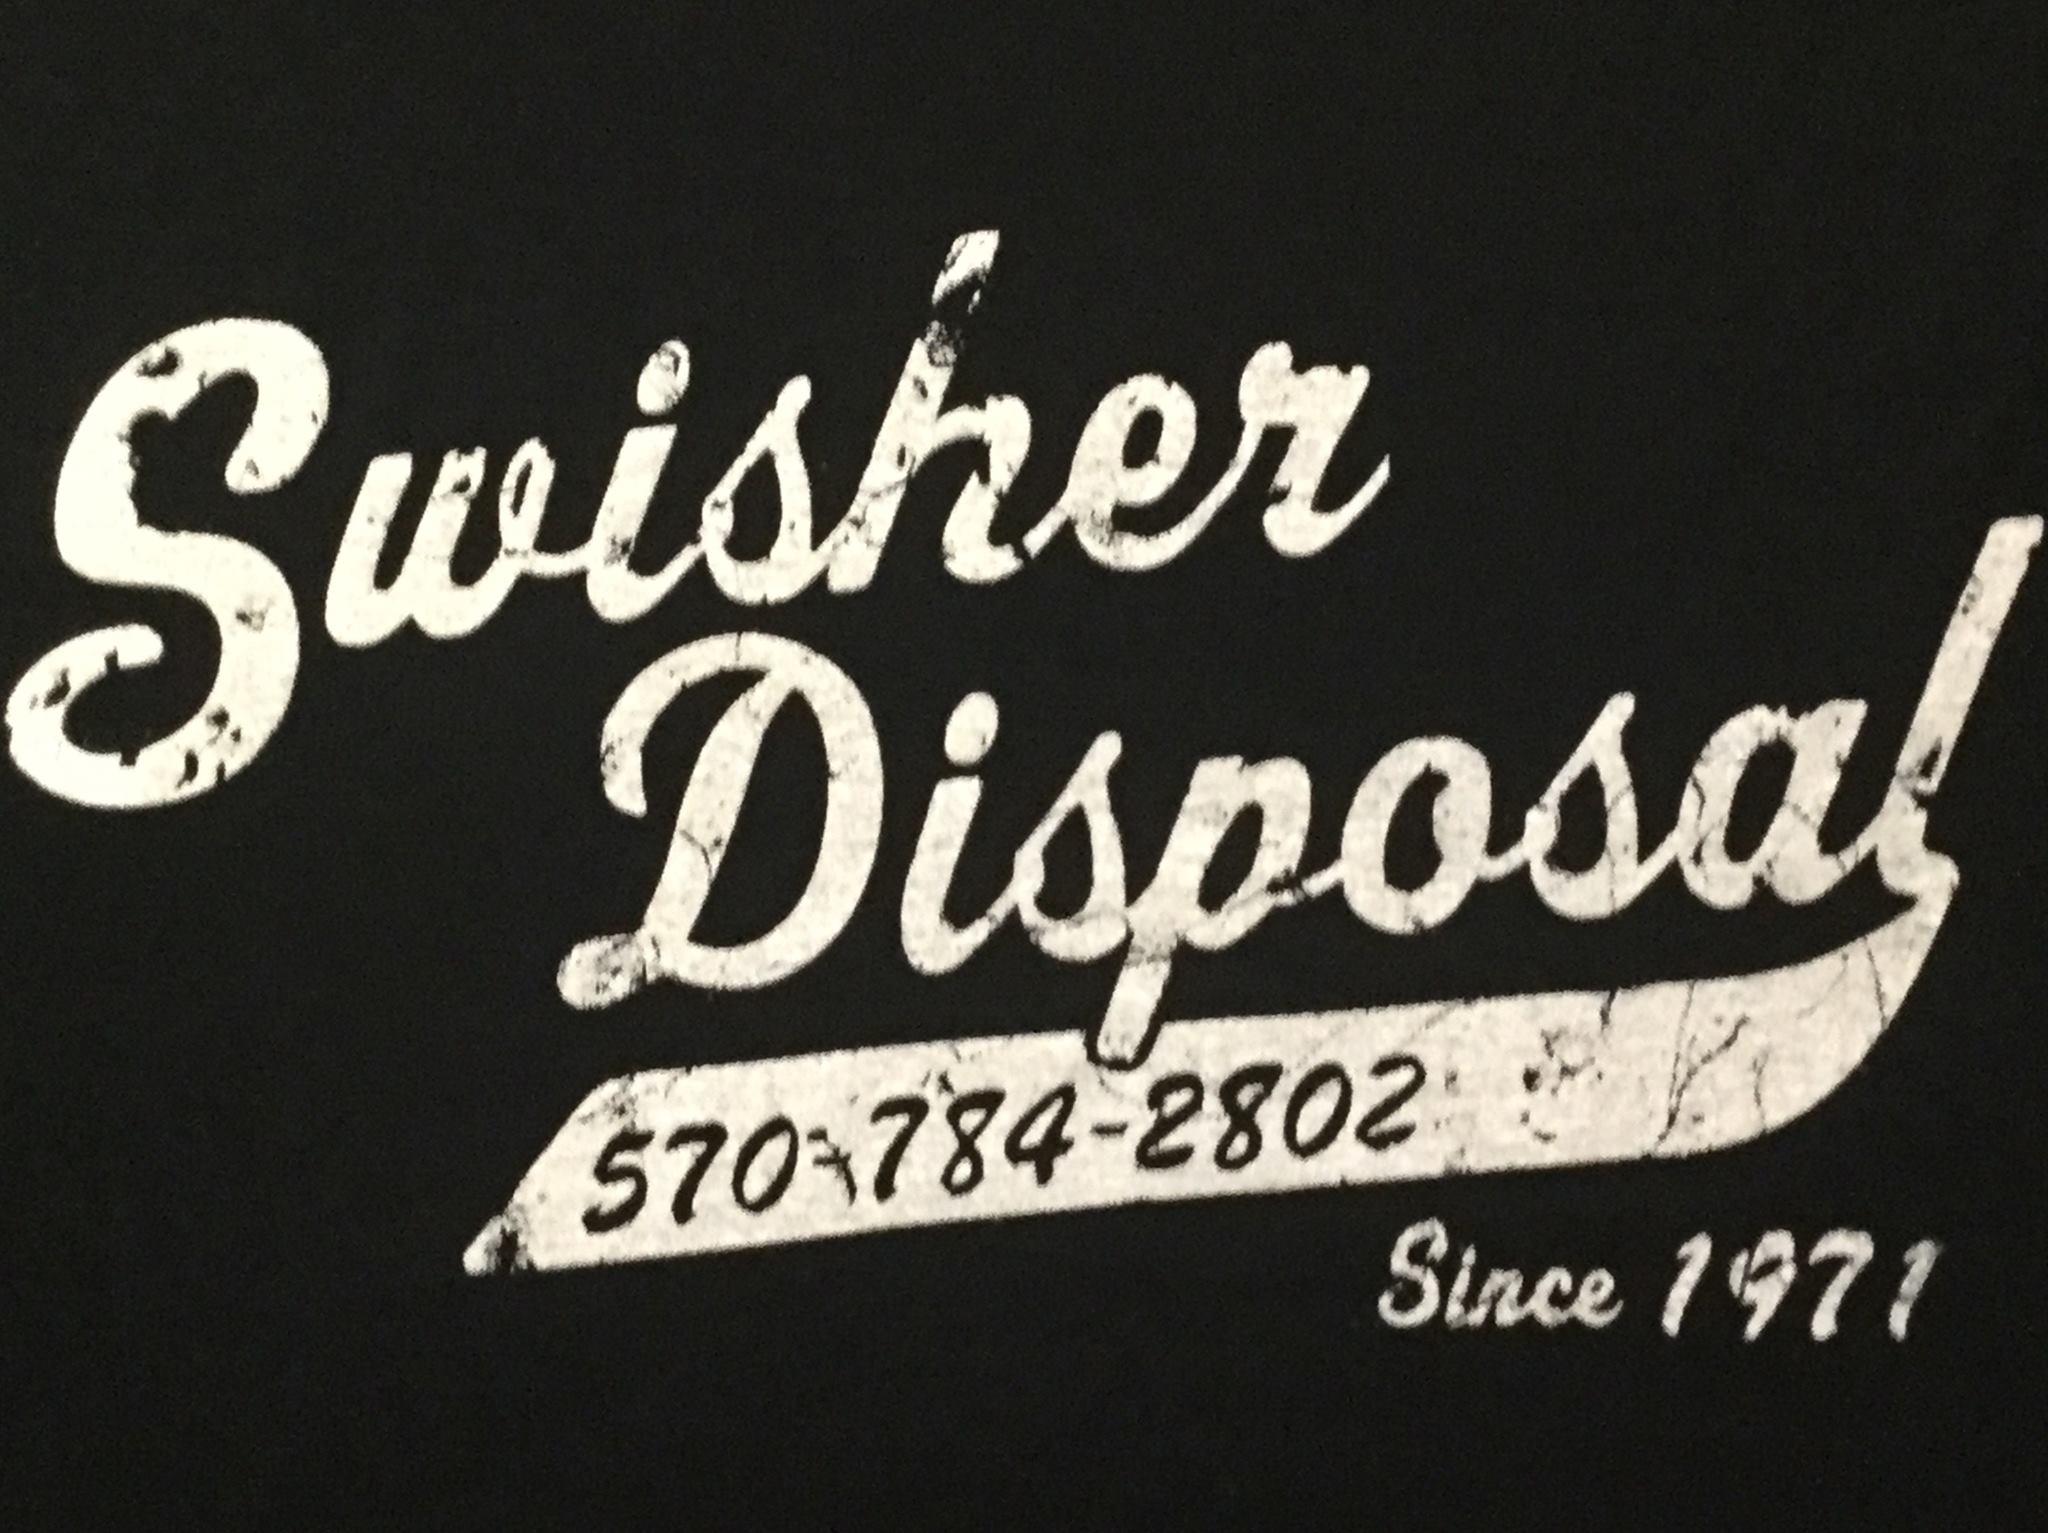 Swisher
Disposal
570-784-2802
Since 1971